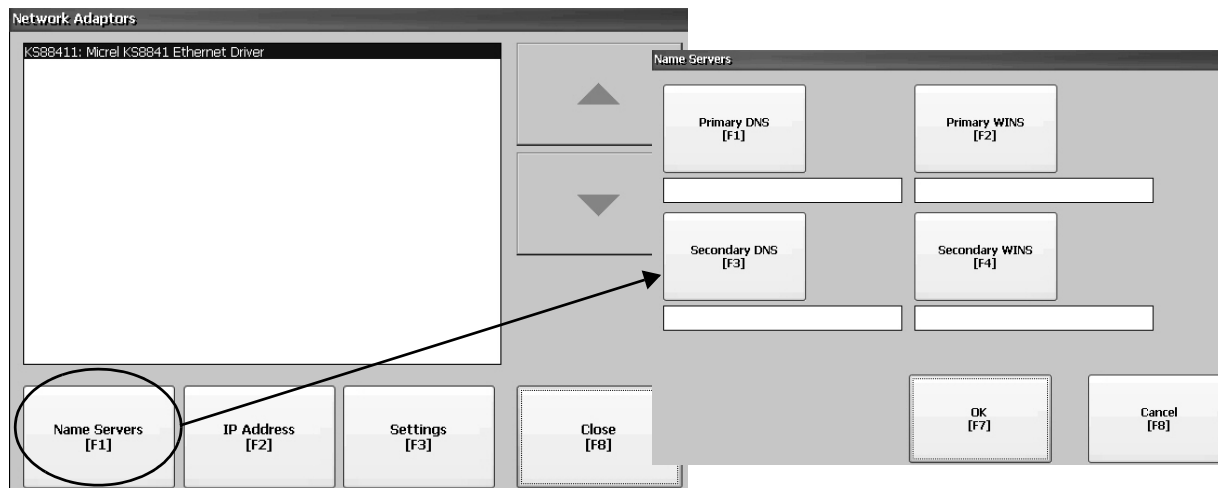 Network Adaptors
KS88411: Micrel KS8841 Ethernet Driver
Name Servers
[F1]
IP Address
[F2]
Settings
[F3]
Close
[F8]
Name Servers
Primary DNS
[F1]
Primary WINS
[F2]
Secondary DNS
[F3]
Secondary WINS
[F4]
OK
[F7]
Cancel
[F8]